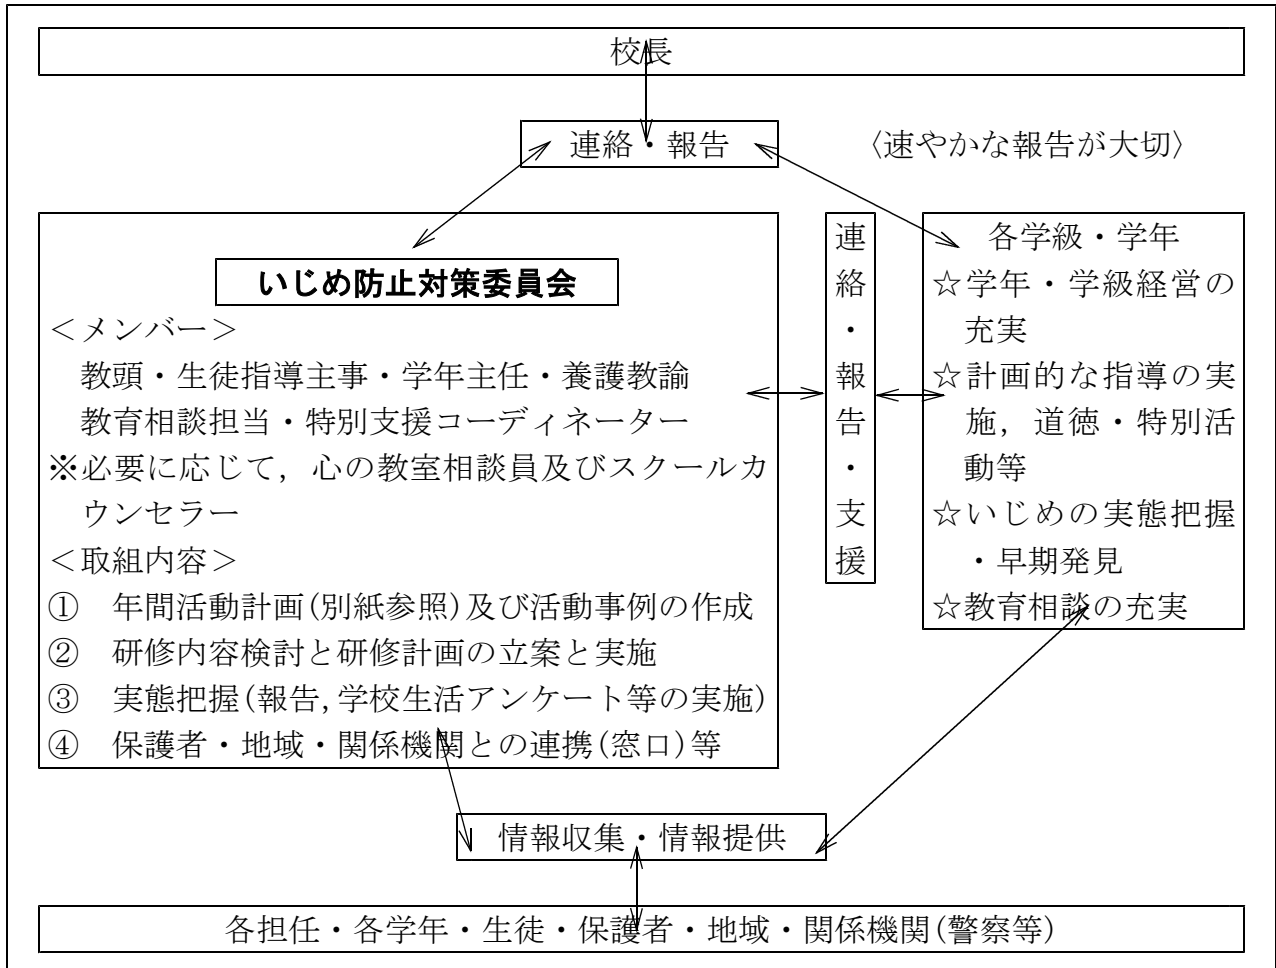 校長
連絡・報告
〈速やかな報告が大切〉
いじめ防止対策委員会
＜メンバー＞
教頭・生徒指導主事・学年主任・養護教諭
教育相談担当・特別支援コーディネーター
※必要に応じて，心の教室相談員及びスクールカ
ウンセラー
＜取組内容＞
①　年間活動計画(別紙参照)及び活動事例の作成
②　研修内容検討と研修計画の立案と実施
③　実態把握(報告,学校生活アンケート等の実施)
④　保護者・地域・関係機関との連携(窓口)等
連絡・報告・支援
各学級・学年
☆学年・学級経営の
充実
☆計画的な指導の実
施，道徳・特別活
動等
☆いじめの実態把握
・早期発見
☆教育相談の充実
情報収集・情報提供
各担任・各学年・生徒・保護者・地域・関係機関(警察等)